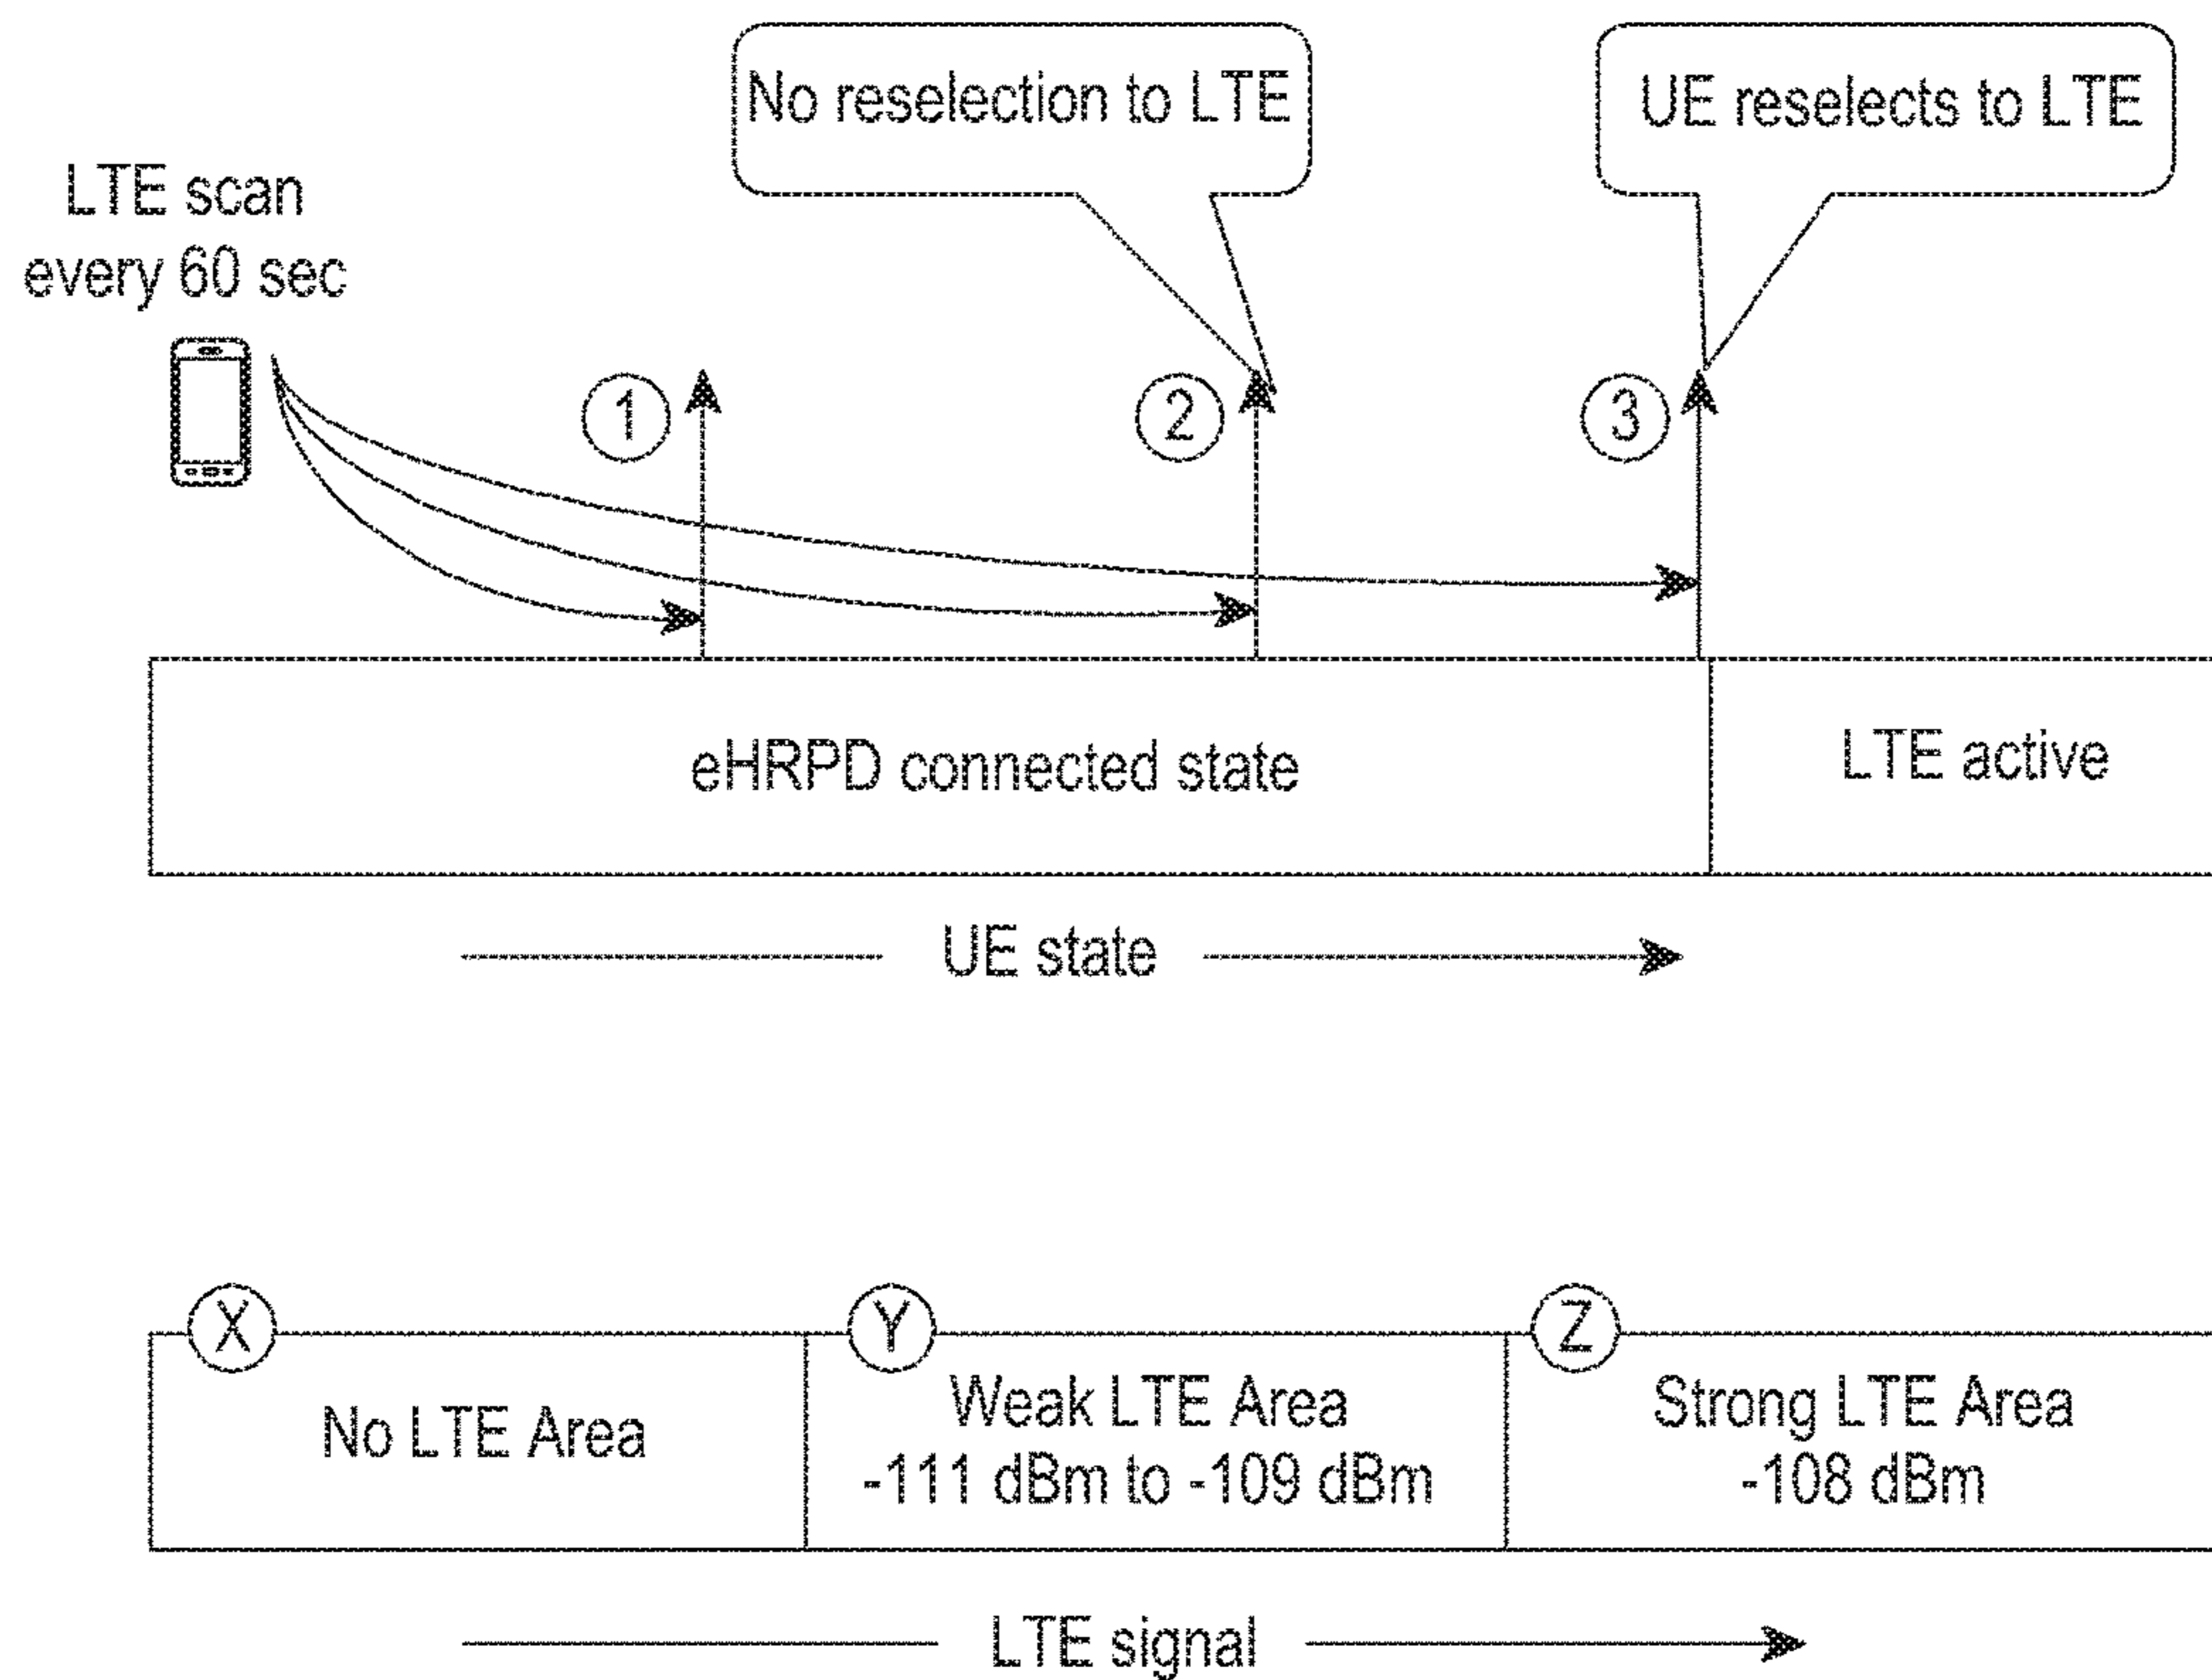 No reselection to LTE
UE reselects to LTE
LTE scan
every 60 sec
1
2
3
eHRPD connected state
LTE active
UE state
X
Y
Z
No LTE Area
Weak LTE Area
-111 dBm to -109 dBm
Strong LTE Area
-108 dBm
LTE signal